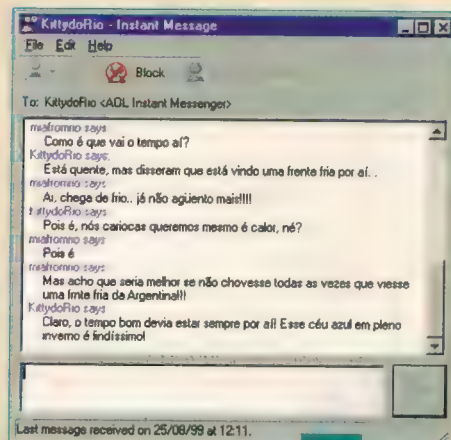 KittydoRio - Instant Message
File Edit Help
Block
To: KittydoRio <AOL Instant Messenger>
miafromrio says
Como é que vai o tempo aí?
KittydoRio says:
Está quente, mas disseram que está vindo uma frente fria por aí. .
miafromrio says
Ai, chega de frio.. já não agüento mais!!!!
KittydoRio says
Pois é, nós cariocas queremos mesmo é calor, né?
miafromrio says
Pois é
miafromrio says
Mas acho que seria melhor se não chovesse todas as vezes que viesse
uma frnte fria da Argentina!!!
KittydoRio says
Claro, o tempo bom devia estar sempre por aí! Esse céu azul em pleno
inverno é lindíssimo!
Last message received on 25/08/99 at 12:11.